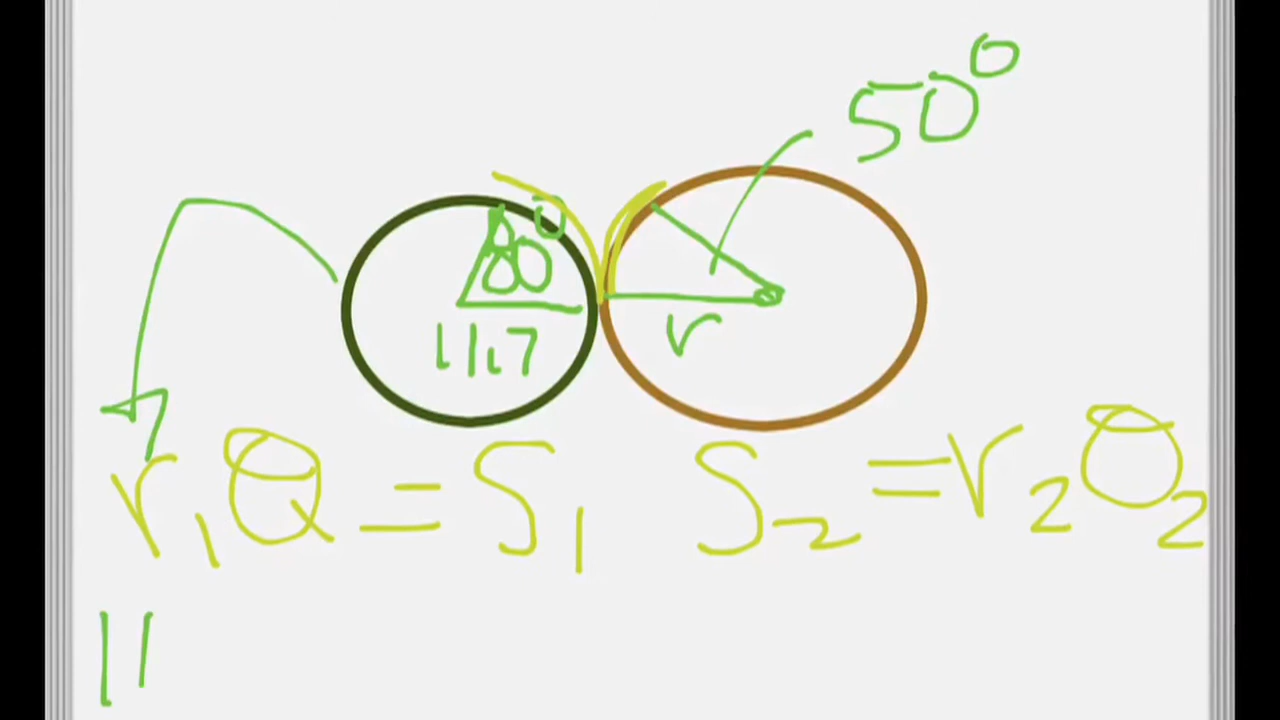 50°
80°
11.7
r
r₁θ = S₁ S₂ = r₂θ₂
11